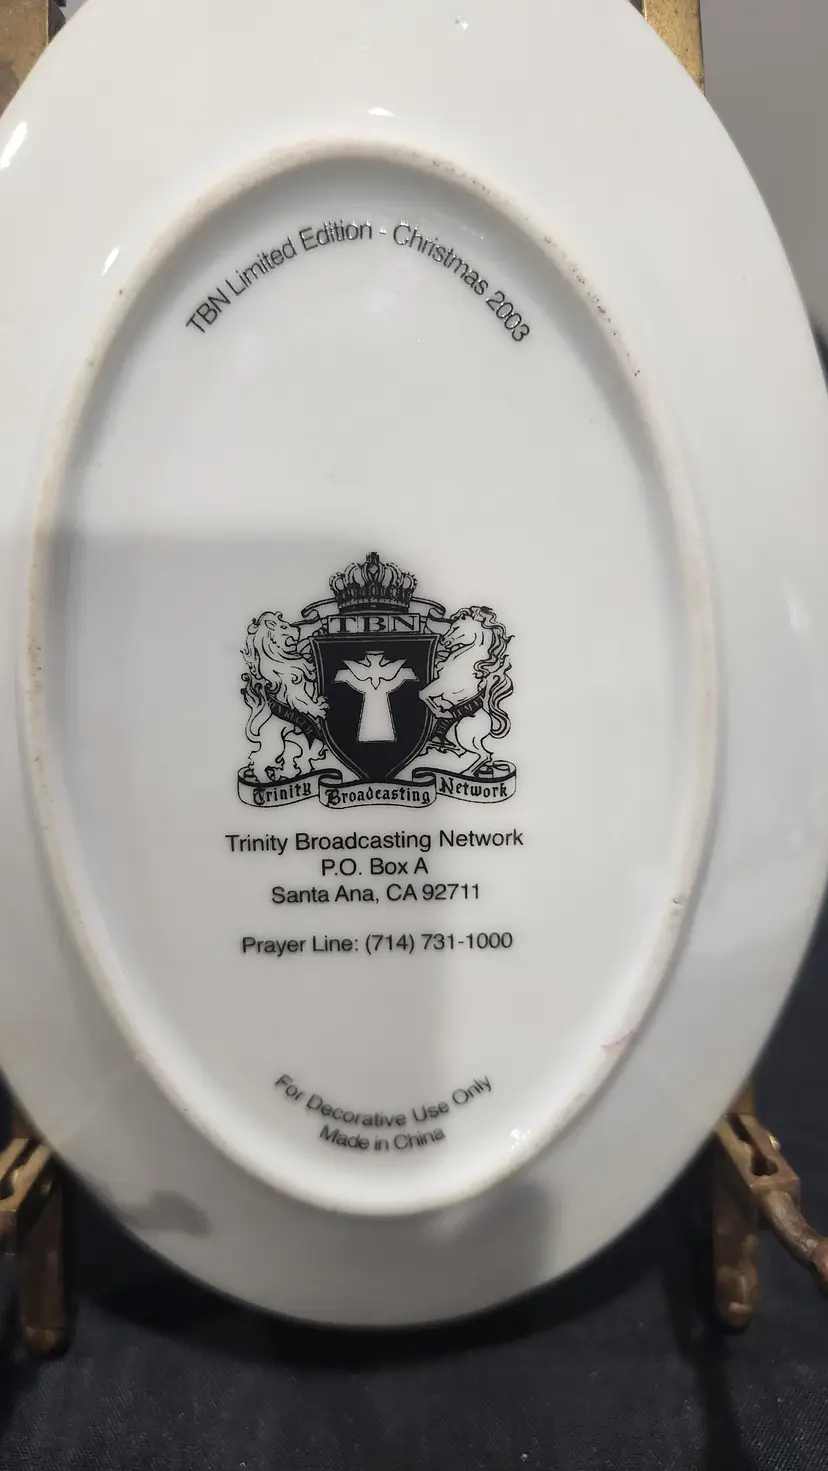 TBN Limited Edition - Christmas 2003
TBN
Trinity Broadcasting Network
Trinity Broadcasting Network
P.O. Box A
Santa Ana, CA 92711
Prayer Line: (714) 731-1000
For Decorative Use Only
Made in China